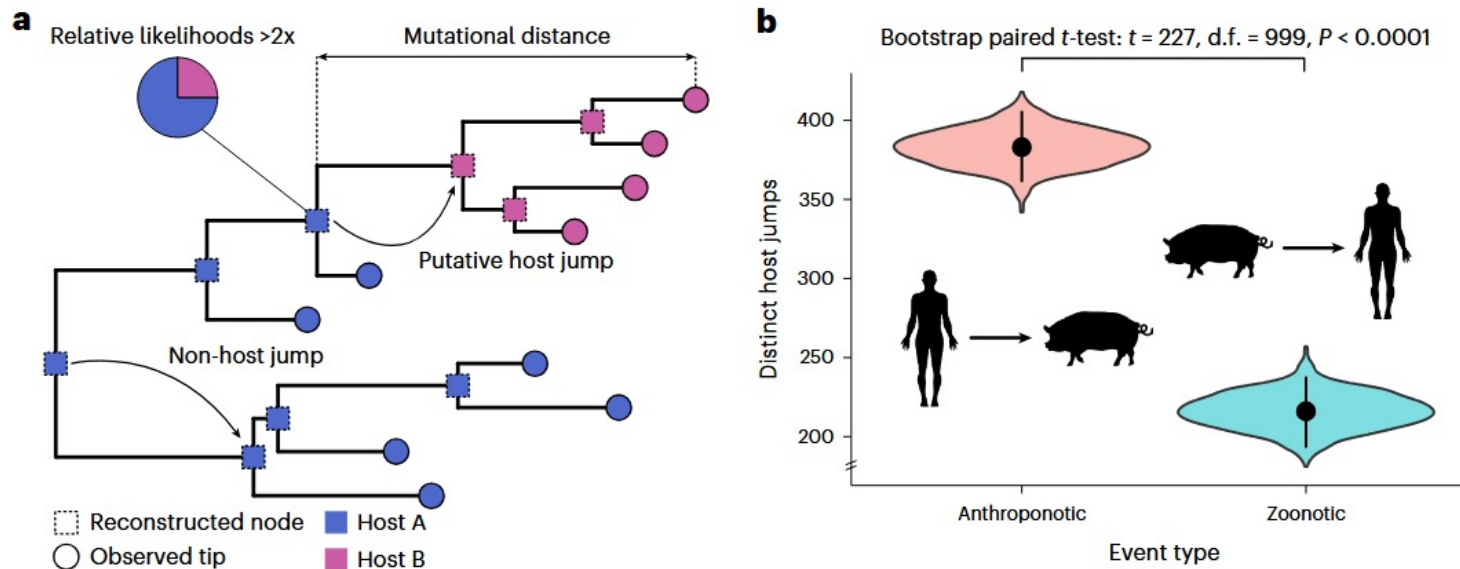 a
Relative likelihoods >2x
Mutational distance
Putative host jump
Non-host jump
Reconstructed node
Host A
Observed tip
Host B
b
Bootstrap paired t-test: t = 227, d.f. = 999, P < 0.0001
Distinct host jumps
400
350
300
250
200
Anthroponotic
Zoonotic
Event type